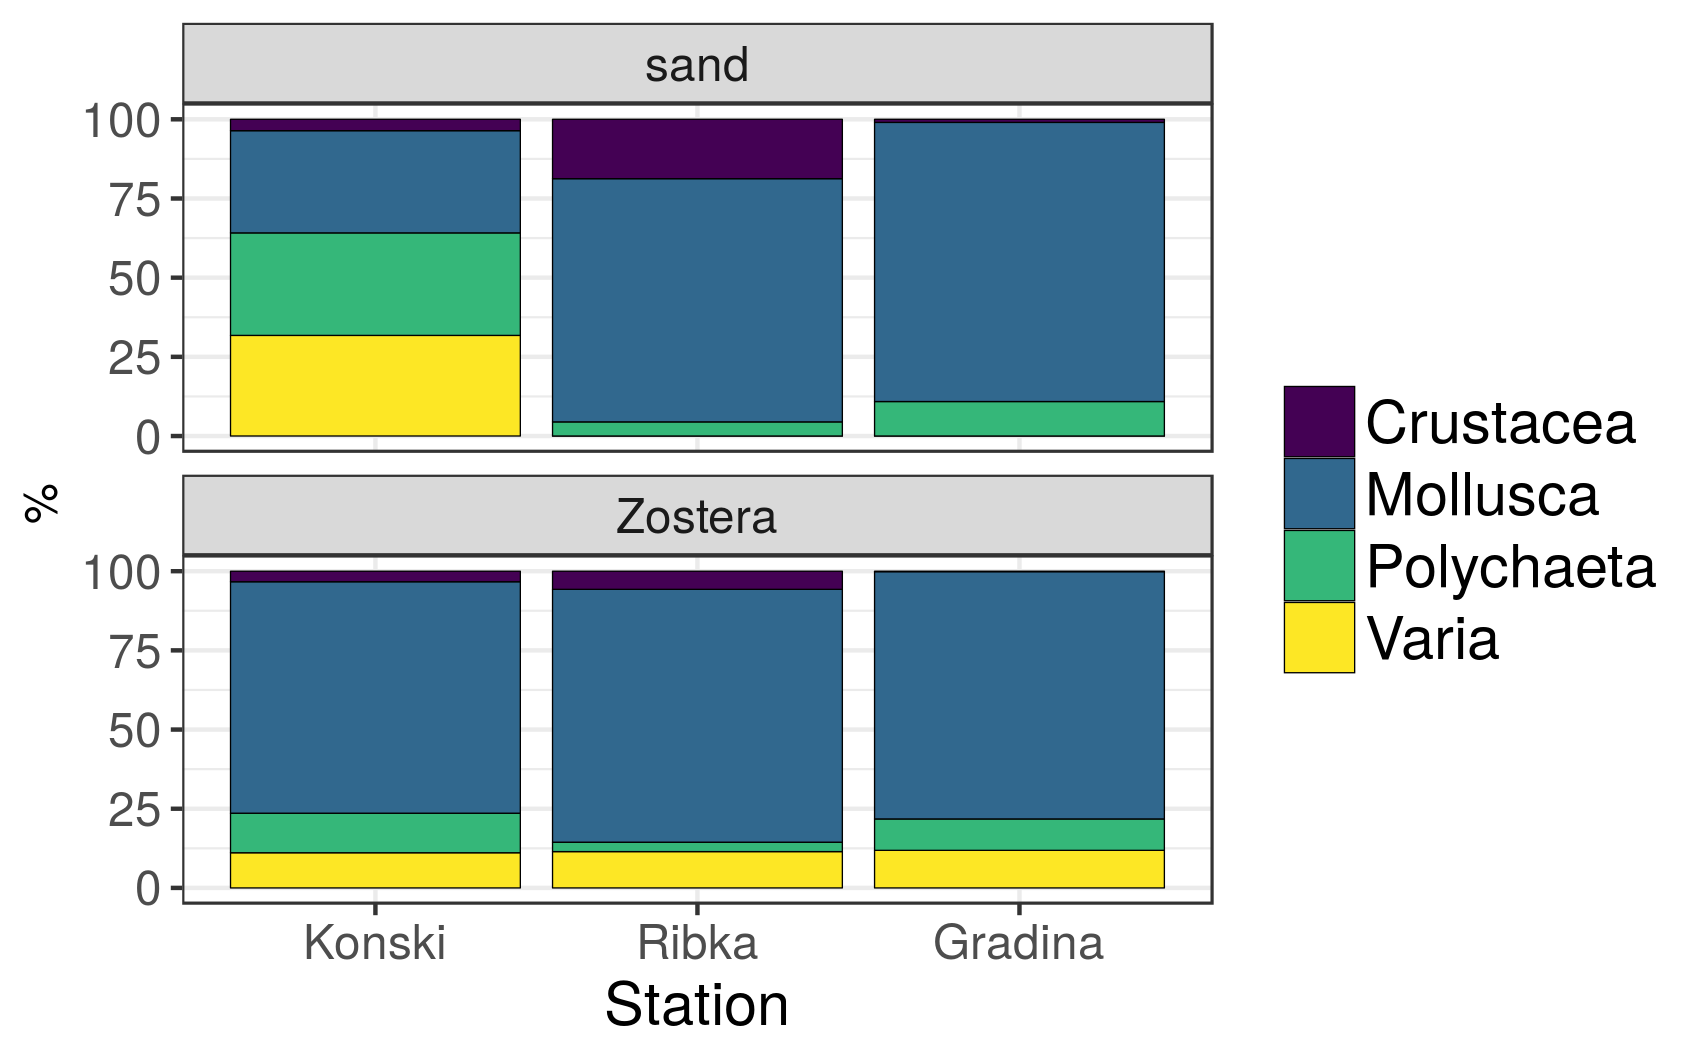 sand
100
75
50
25
0
%
Zostera
100
75
50
25
0
Konski Ribka Gradina
Station
Crustacea
Mollusca
Polychaeta
Varia